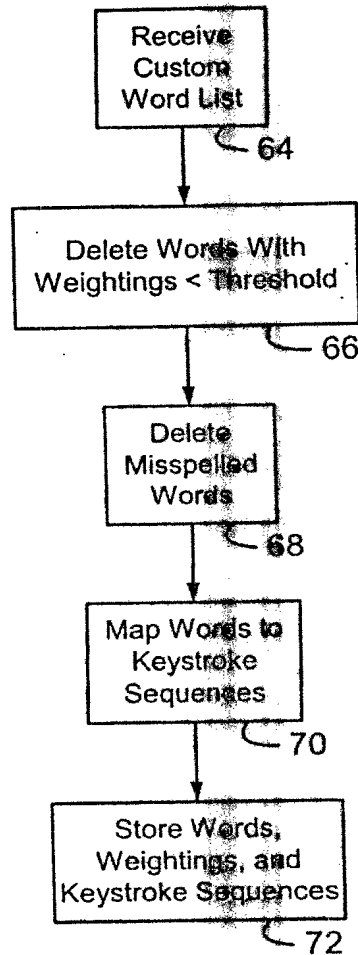 Receive
Custom
Word List
64
Delete Words With
Weightings < Threshold
66
Delete
Misspelled
Words
68
Map Words to
Keystroke
Sequences
70
Store Words,
Weightings, and
Keystroke Sequences
72